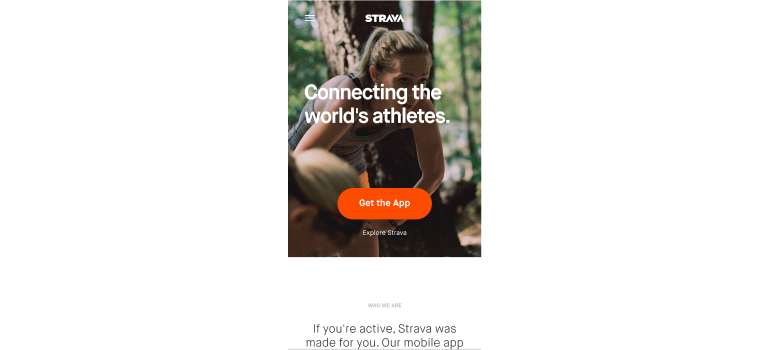 STRAVA
Connecting the
world's athletes.
Get the App
Explore Strava
WHO WE ARE
If you're active, Strava was
made for you. Our mobile app